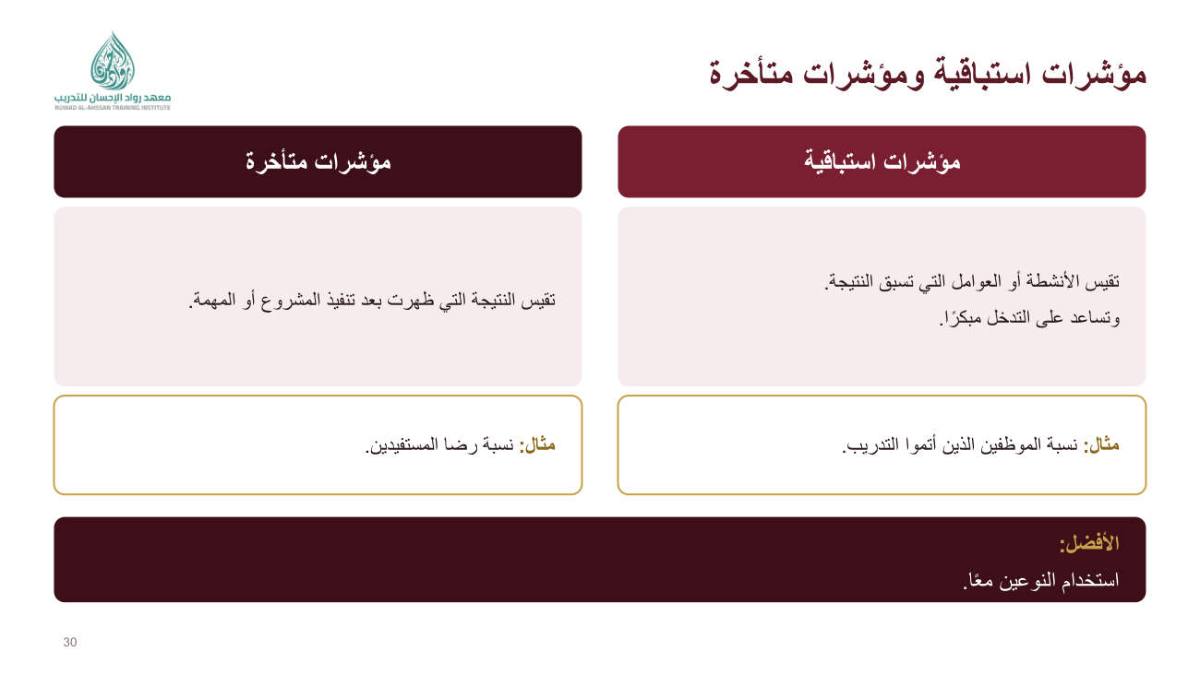 معهد رواد الإحسان للتدريب
RUWAD AL-AHSSAN TRAINING INSTITUTE
مؤشرات استباقية ومؤشرات متأخرة
مؤشرات استباقية
تقيس الأنشطة أو العوامل التي تسبق النتيجة.
وتساعد على التدخل مبكرًا.
مثال: نسبة الموظفين الذين أتموا التدريب.
مؤشرات متأخرة
تقيس النتيجة التي ظهرت بعد تنفيذ المشروع أو المهمة.
مثال: نسبة رضا المستفيدين.
الأفضل:
استخدام النوعين معًا.
30